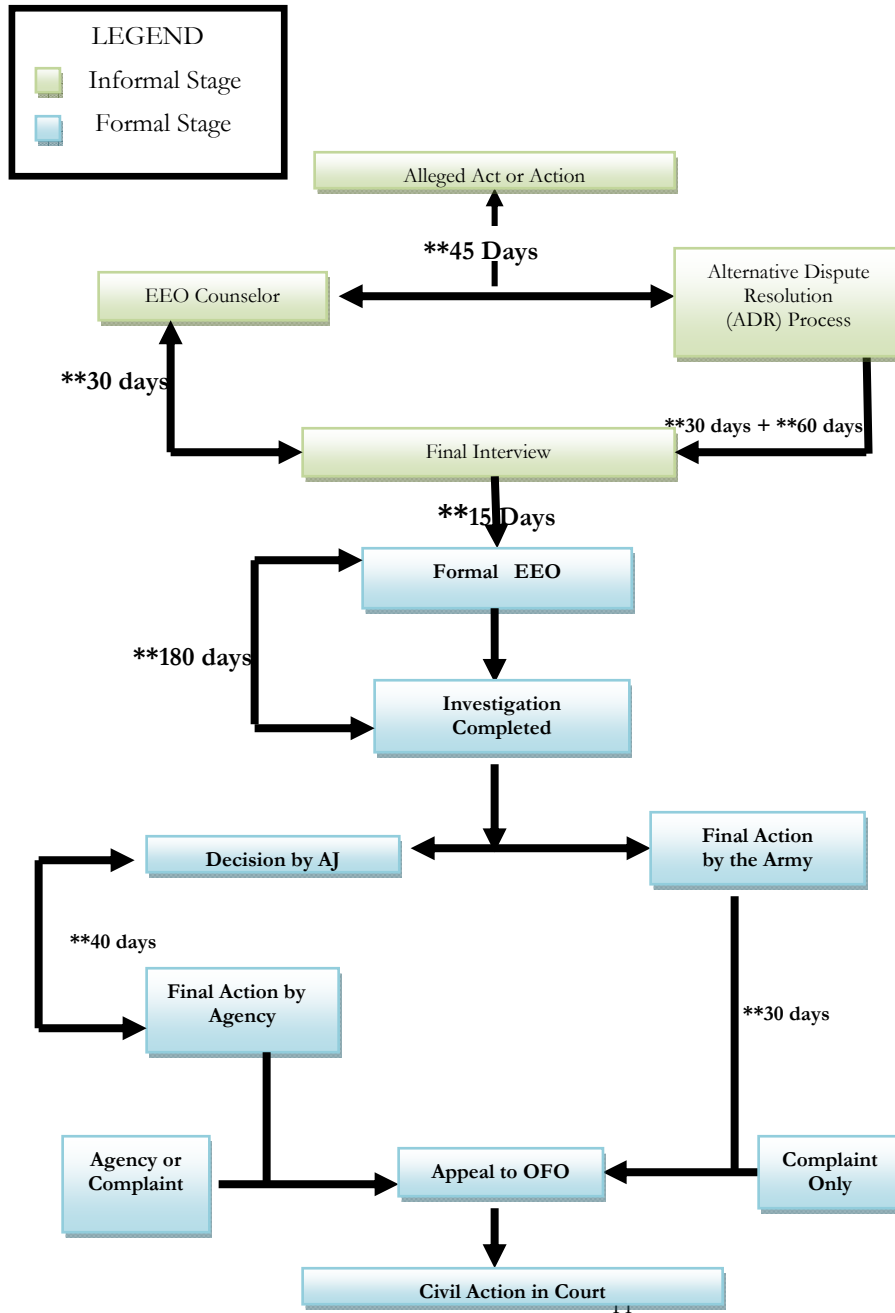 LEGEND
Informal Stage
Formal Stage
Alleged Act or Action
**45 Days
EEO Counselor
Alternative Dispute
Resolution
(ADR) Process
**30 days
**30 days + **60 days
Final Interview
**15 Days
Formal EEO
**180 days
Investigation
Completed
Decision by AJ
Final Action
by the Army
**40 days
Final Action by
Agency
**30 days
Agency or
Complaint
Appeal to OFO
Complaint
Only
Civil Action in Court